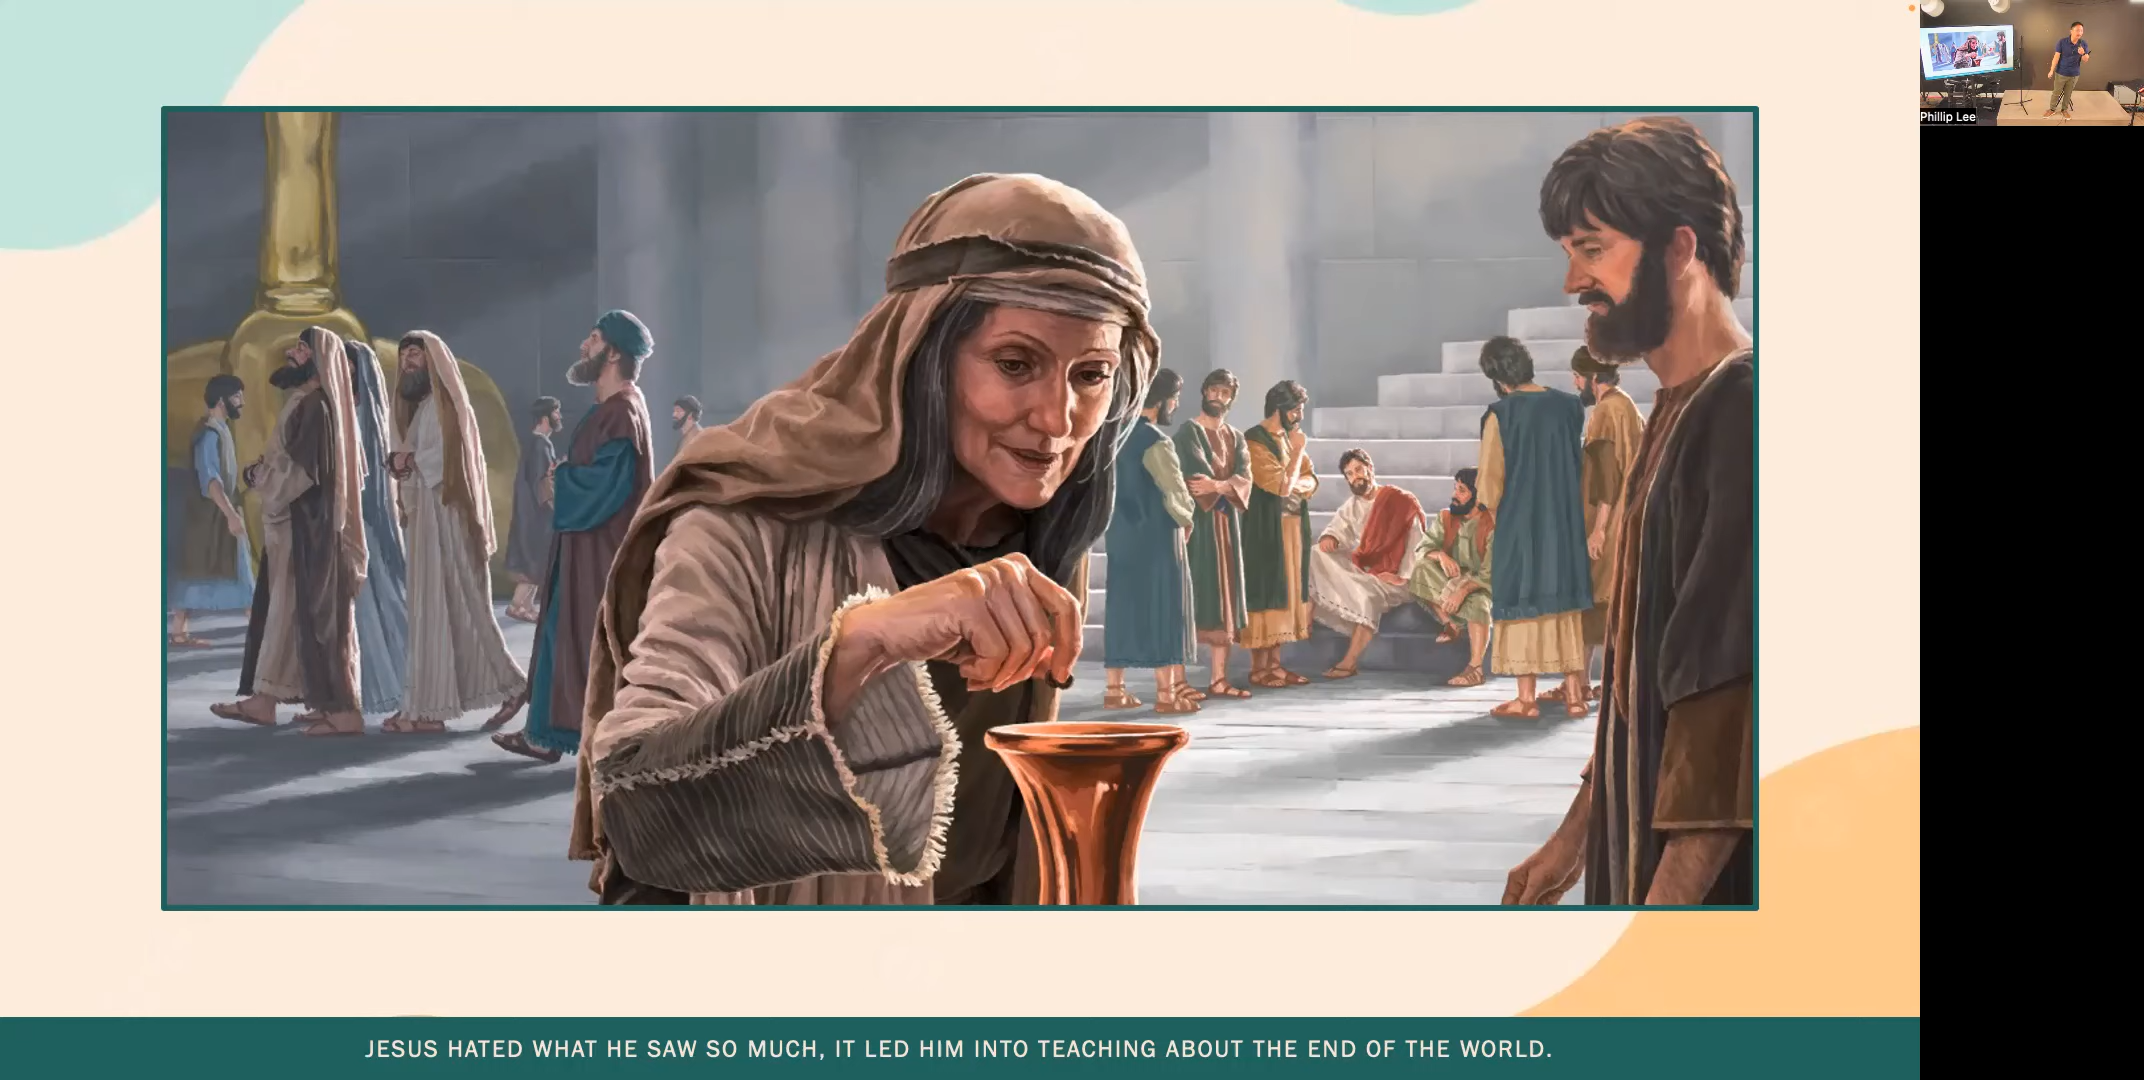 Phillip Lee
JESUS HATED WHAT HE SAW SO MUCH, IT LED HIM INTO TEACHING ABOUT THE END OF THE WORLD.